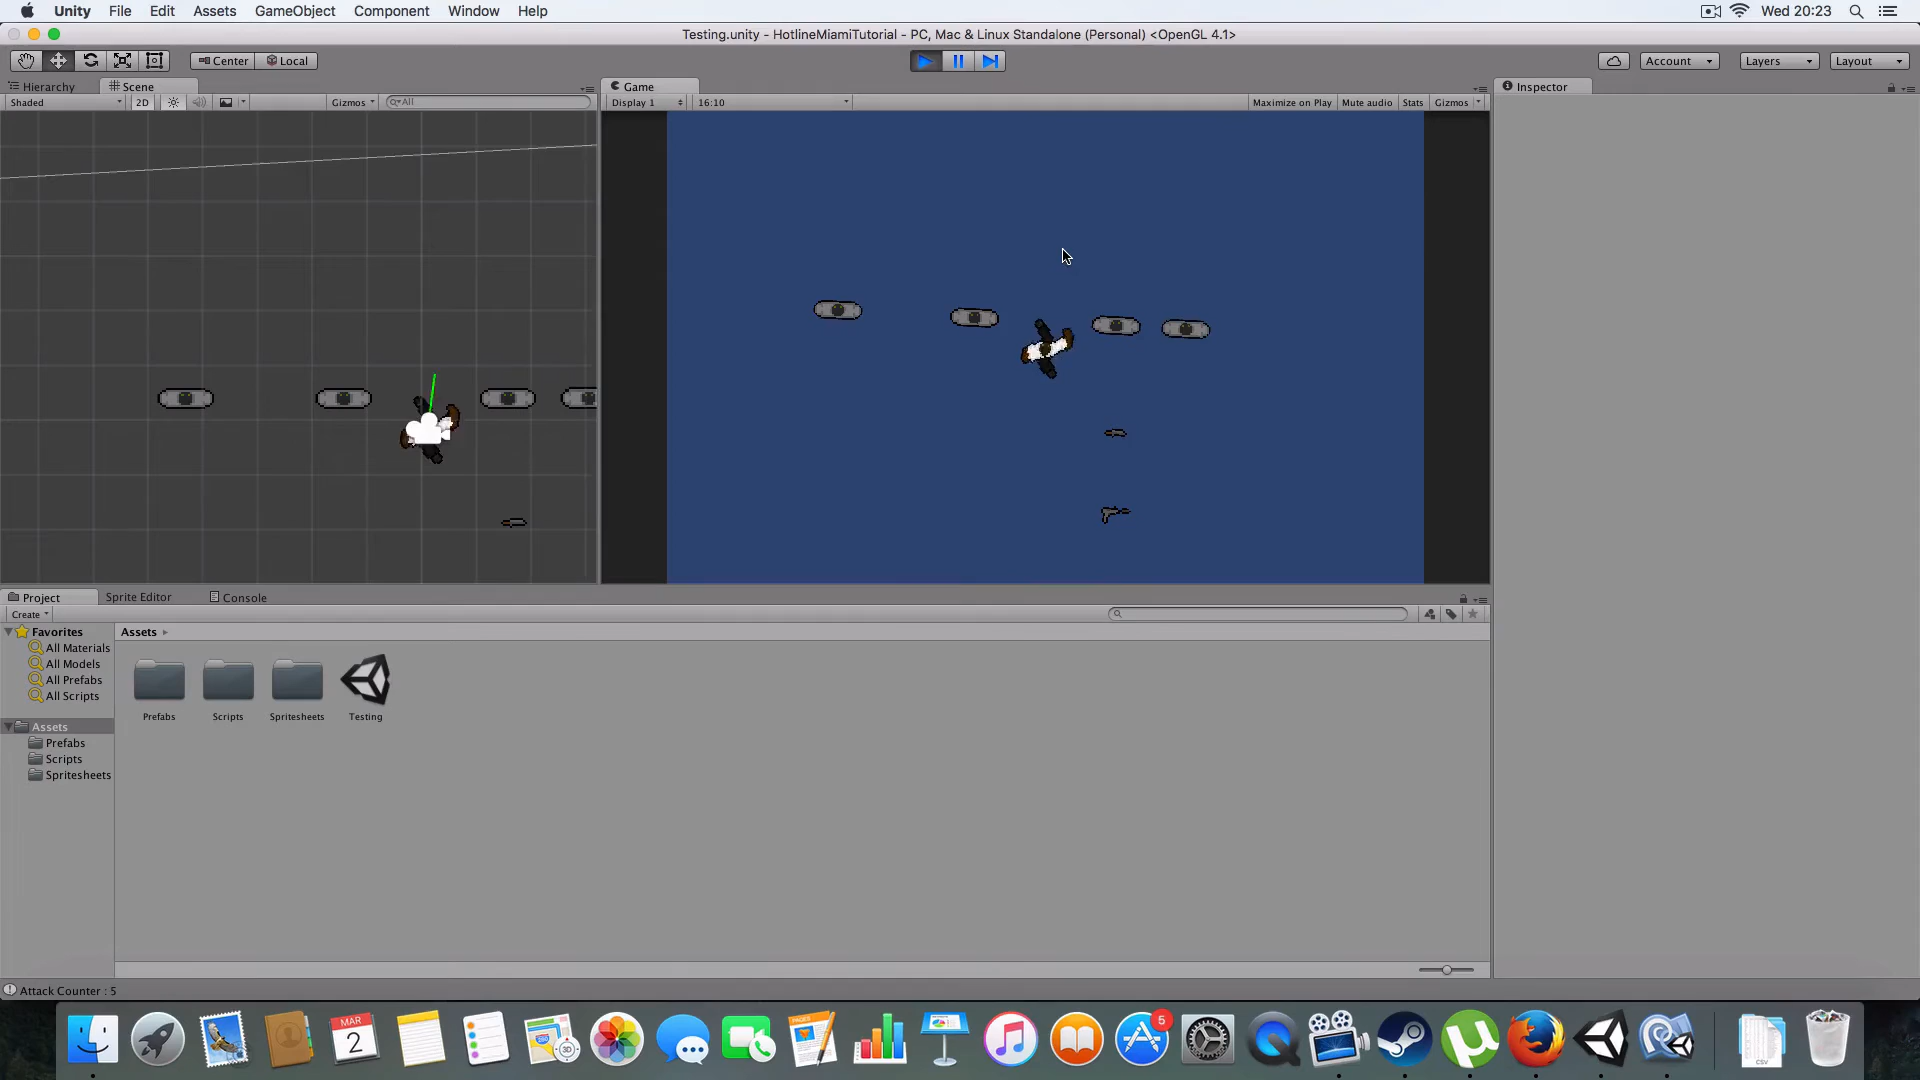 Unity File Edit Assets GameObject Component Window Help Wed 20:23
Testing.unity - HotlineMiamiTutorial - PC, Mac & Linux Standalone (Personal) <OpenGL 4.1>
Center Local Account Layers Layout
Hierarchy Scene Game Inspector
Shaded 2D Gizmos All Display 1 16:10 Maximize on Play Mute audio Stats Gizmos
Project Sprite Editor Console
Create
Favorites Assets
All Materials
All Models
All Prefabs
All Scripts
Prefabs Scripts Spritesheets Testing
Assets
Prefabs
Scripts
Spritesheets
Attack Counter : 5
MAR
2
3D
PAGES
5
CSV